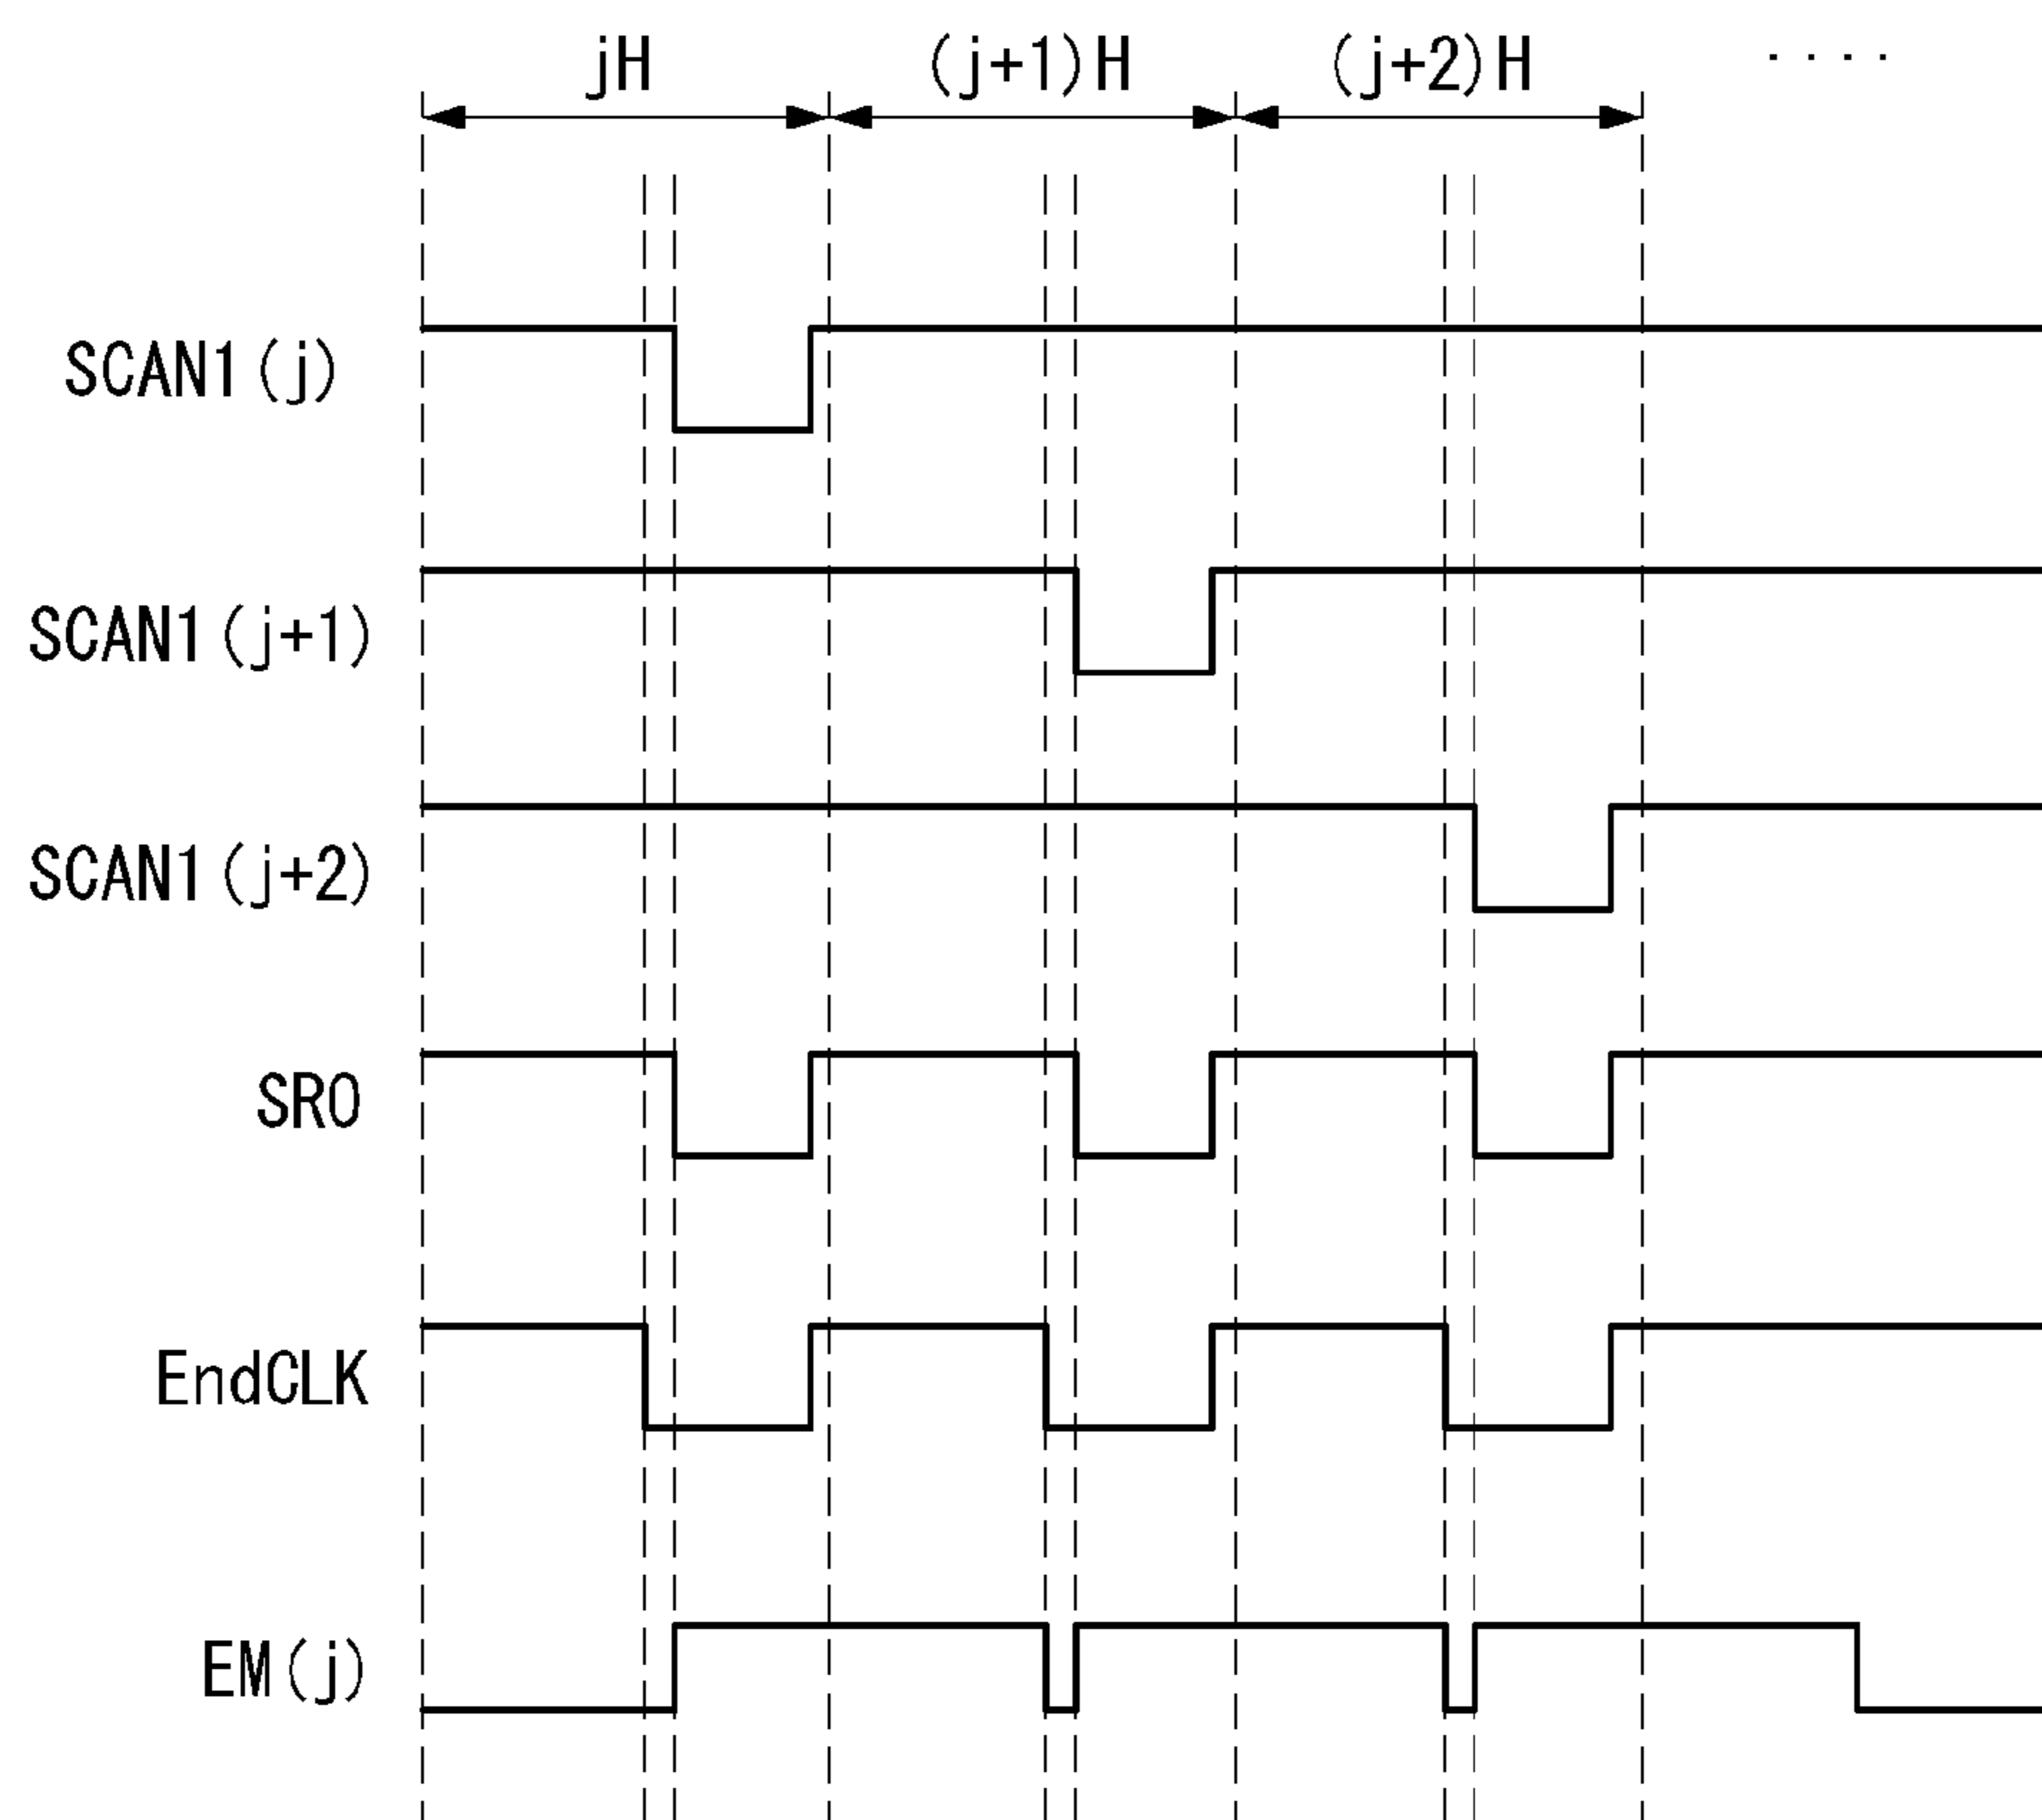 jH (j+1)H (j+2)H ····
SCAN1(j)
SCAN1(j+1)
SCAN1(j+2)
SRO
EndCLK
EM(j)